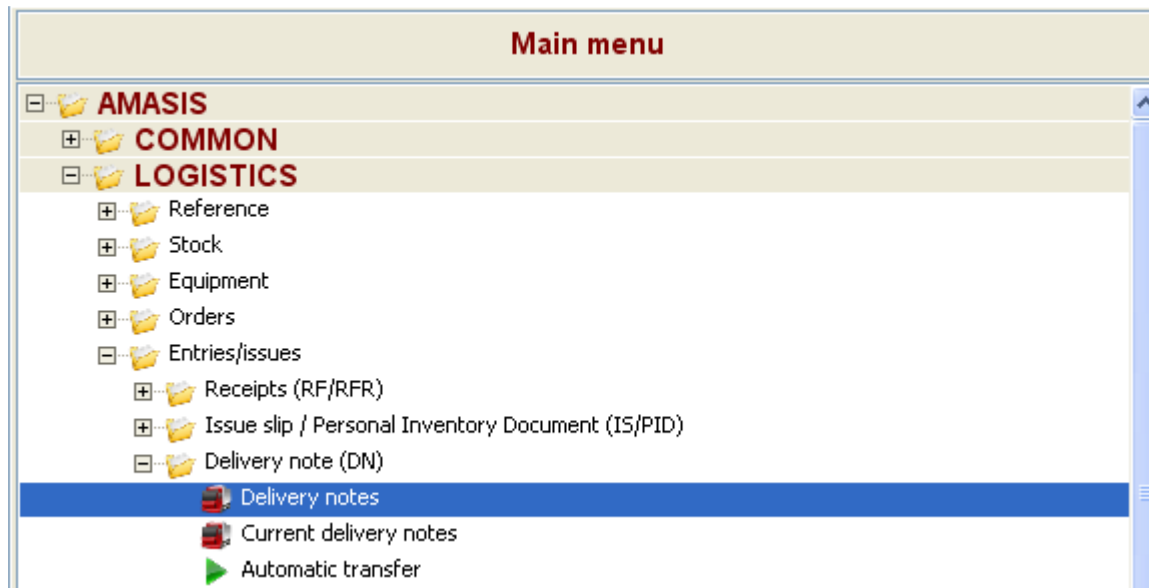 Main menu
AMASIS
COMMON
LOGISTICS
Reference
Stock
Equipment
Orders
Entries/issues
Receipts (RF/RFR)
Issue slip / Personal Inventory Document (IS/PID)
Delivery note (DN)
Delivery notes
Current delivery notes
Automatic transfer